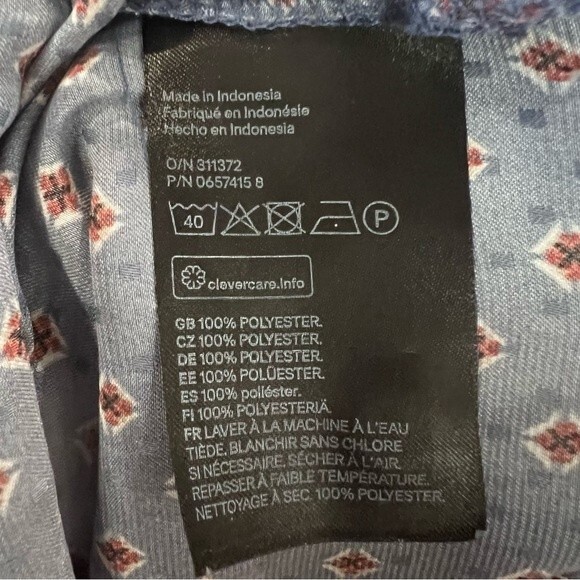 Made in Indonesia
Fabriqué en Indonésie
Hecho en Indonesia
O/N 311372
P/N 0657415 8
40 P
clevercare.info
GB 100% POLYESTER.
CZ 100% POLYESTER.
DE 100% POLYESTER.
EE 100% POLÜESTER.
ES 100% poliéster.
FI 100% POLYESTERIÄ.
FR LAVER À LA MACHINE À L'EAU
TIÈDE. BLANCHIR SANS CHLORE
SI NÉCESSAIRE. SÉCHER À L'AIR.
REPASSER À FAIBLE TEMPÉRATURE.
NETTOYAGE À SEC. 100% POLYESTER.